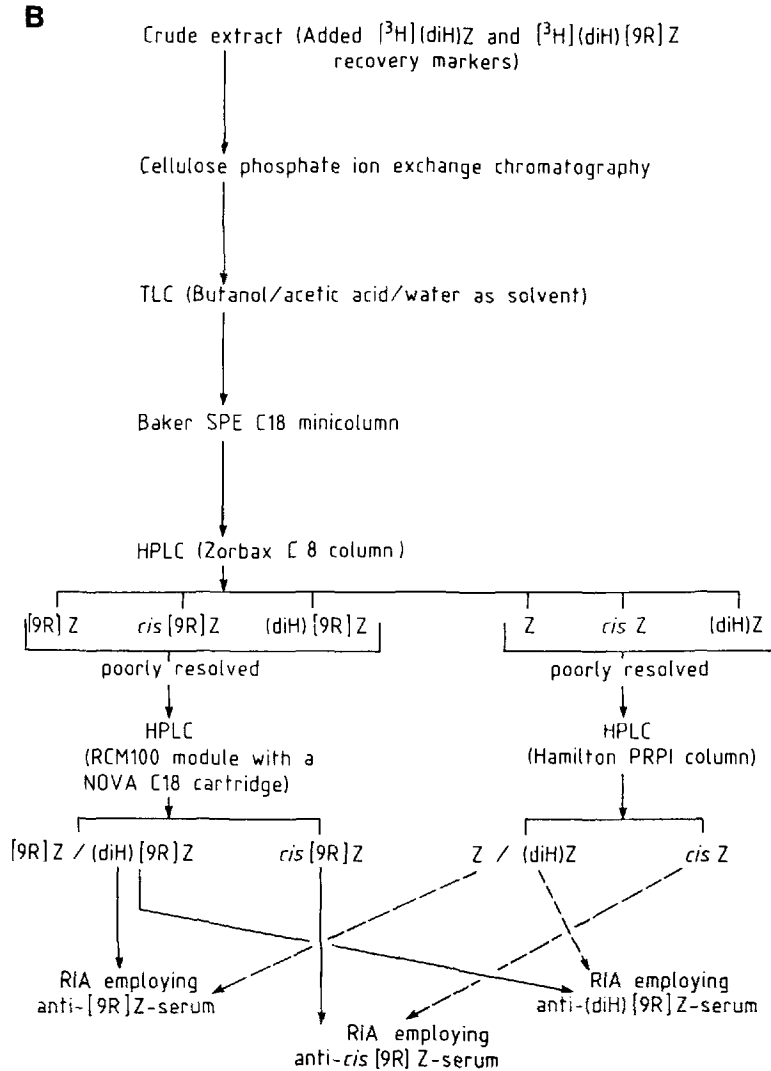 B
Crude extract (Added [³H](diH)Z and [³H](diH)[9R]Z
recovery markers)
Cellulose phosphate ion exchange chromatography
TLC (Butanol/acetic acid/water as solvent)
Baker SPE C18 minicolumn
HPLC (Zorbax C 8 column)
[9R] Z cis [9R] Z (diH) [9R] Z Z cis Z (diH)Z
poorly resolved poorly resolved
HPLC HPLC
(RCM100 module with a (Hamilton PRPI column)
NOVA C18 cartridge)
[9R] Z / (diH) [9R] Z cis [9R] Z Z / (diH)Z cis Z
RIA employing RIA employing
anti-[9R] Z-serum anti-(diH) [9R] Z-serum
RIA employing
anti-cis [9R] Z-serum